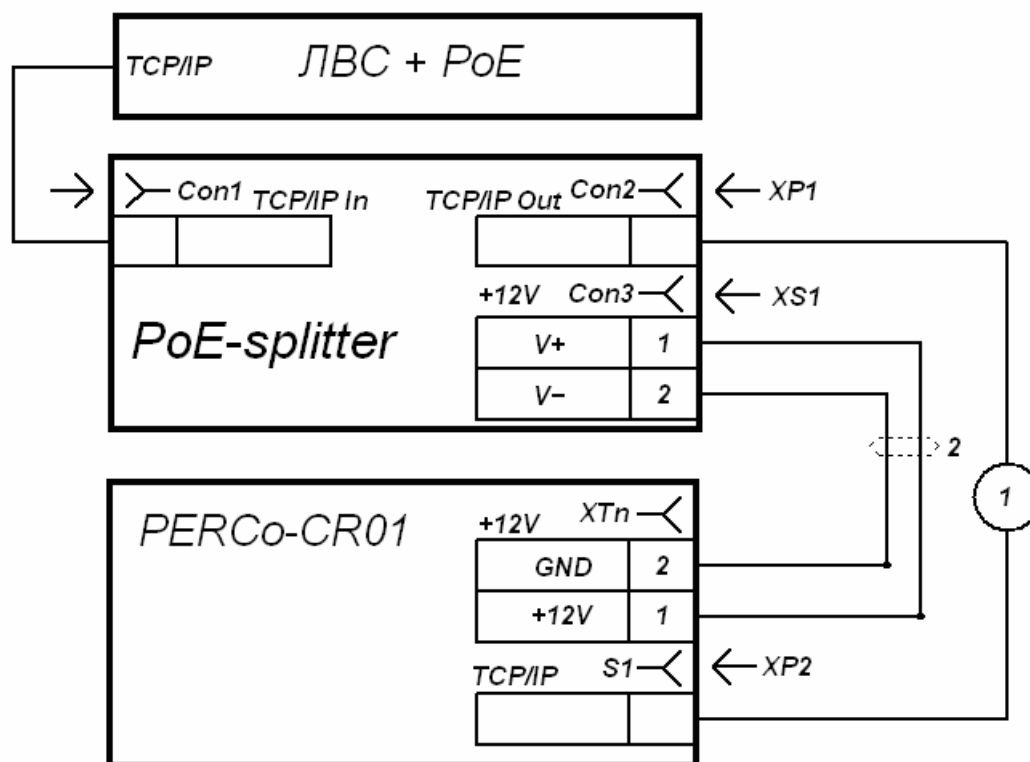 TCP/IP ЛВС + PoE
Con1 TCP/IP In TCP/IP Out Con2 XP1
+12V Con3 XS1
PoE-splitter
V+ 1
V– 2
2
1
PERCo-CR01
+12V XTn
GND 2
+12V 1
TCP/IP S1 XP2